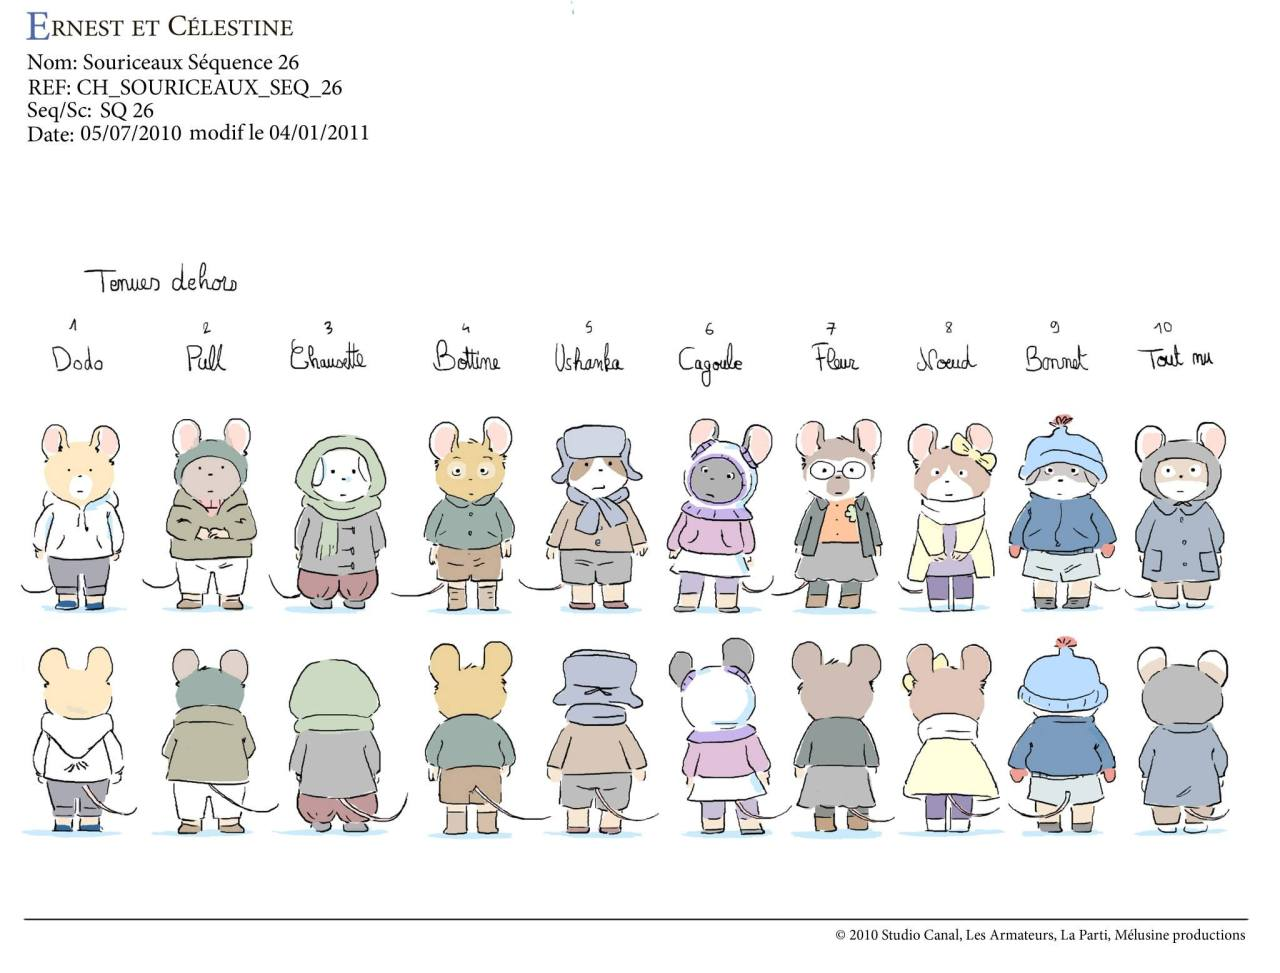 ERNEST ET CÉLESTINE
Nom: Souriceaux Séquence 26
REF: CH_SOURICEAUX_SEQ_26
Seq/Sc: SQ 26
Date: 05/07/2010 modif le 04/01/2011
Tenues dehors
1 2 3 4 5 6 7 8 9 10
Dodo Pull Chausette Bottine Ushanka Cagoule Fleur Noeud Bonnet Tout nu
© 2010 Studio Canal, Les Armateurs, La Parti, Mélusine productions